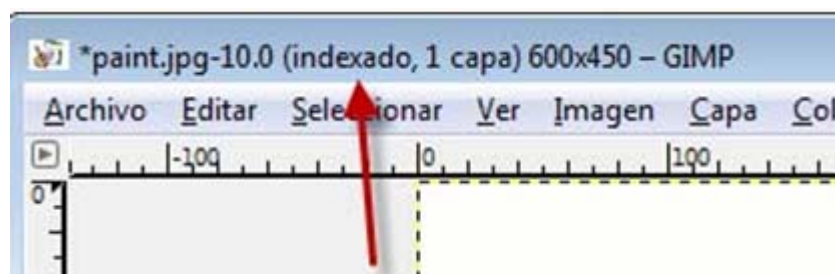 *paint.jpg-10.0 (indexado, 1 capa) 600x450 – GIMP
Archivo Editar Seleccionar Ver Imagen Capa Col
-100 0 100
0